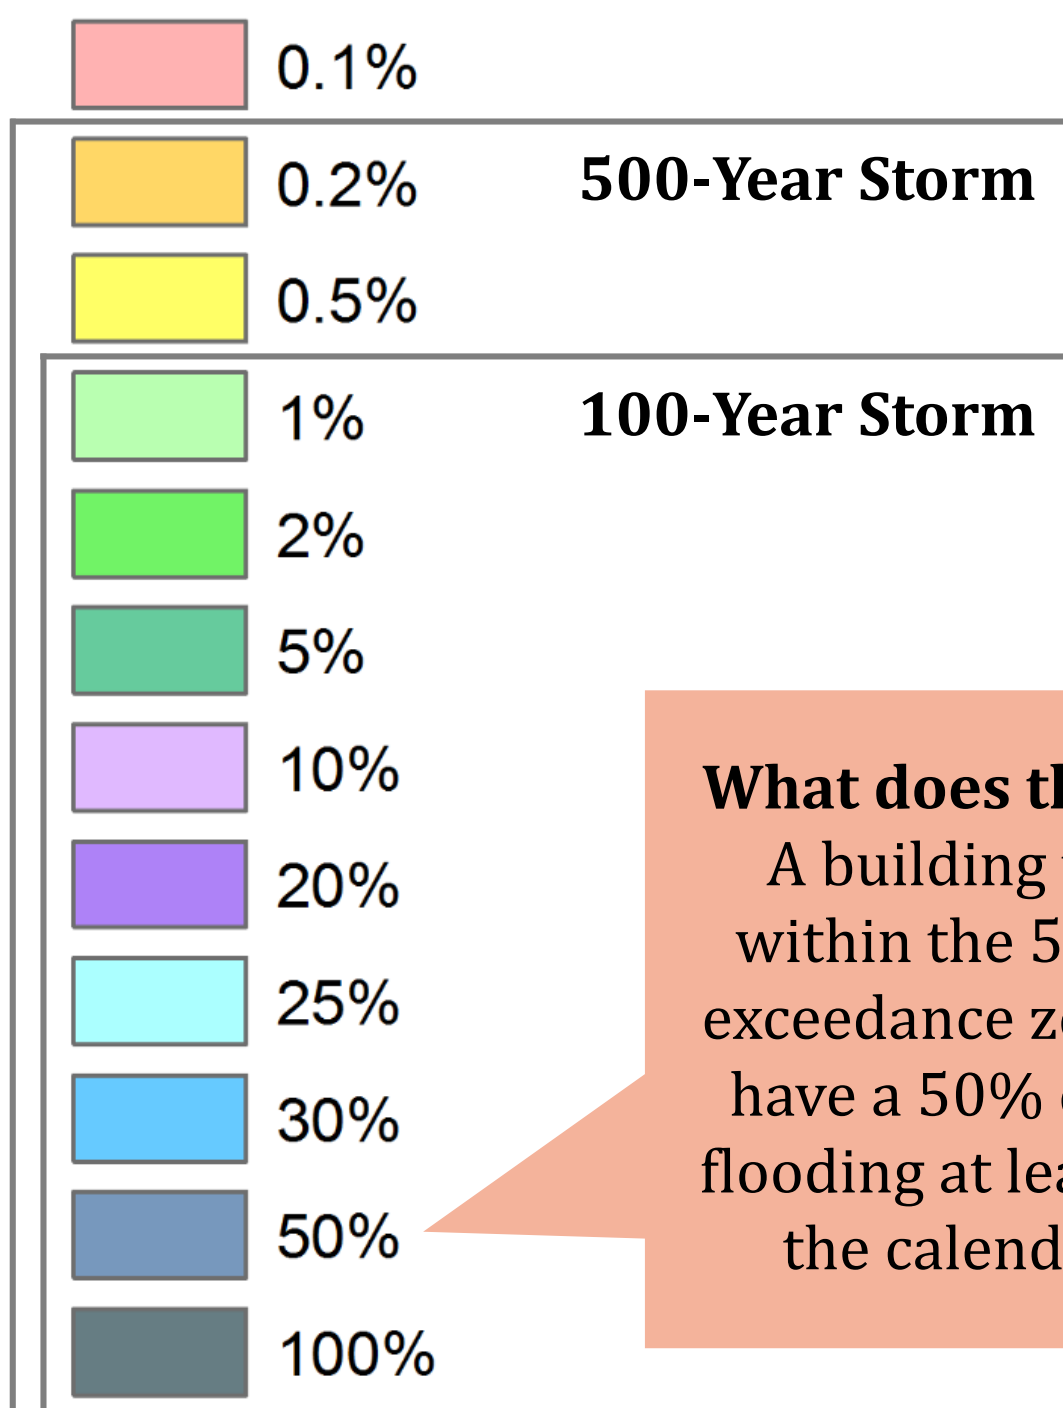 0.1%
0.2% 500-Year Storm
0.5%
1% 100-Year Storm
2%
5%
10%
20%
25%
30%
50%
100%
What does
A building
within the 5
exceedance
have a 50%
flooding at
the